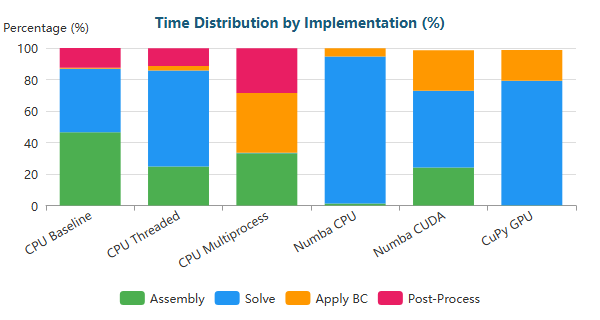 Time Distribution by Implementation (%)
Percentage (%)
100
80
60
40
20
0
CPU Baseline
CPU Threaded
CPU Multiprocess
Numba CPU
Numba CUDA
CuPy GPU
Assembly Solve Apply BC Post-Process